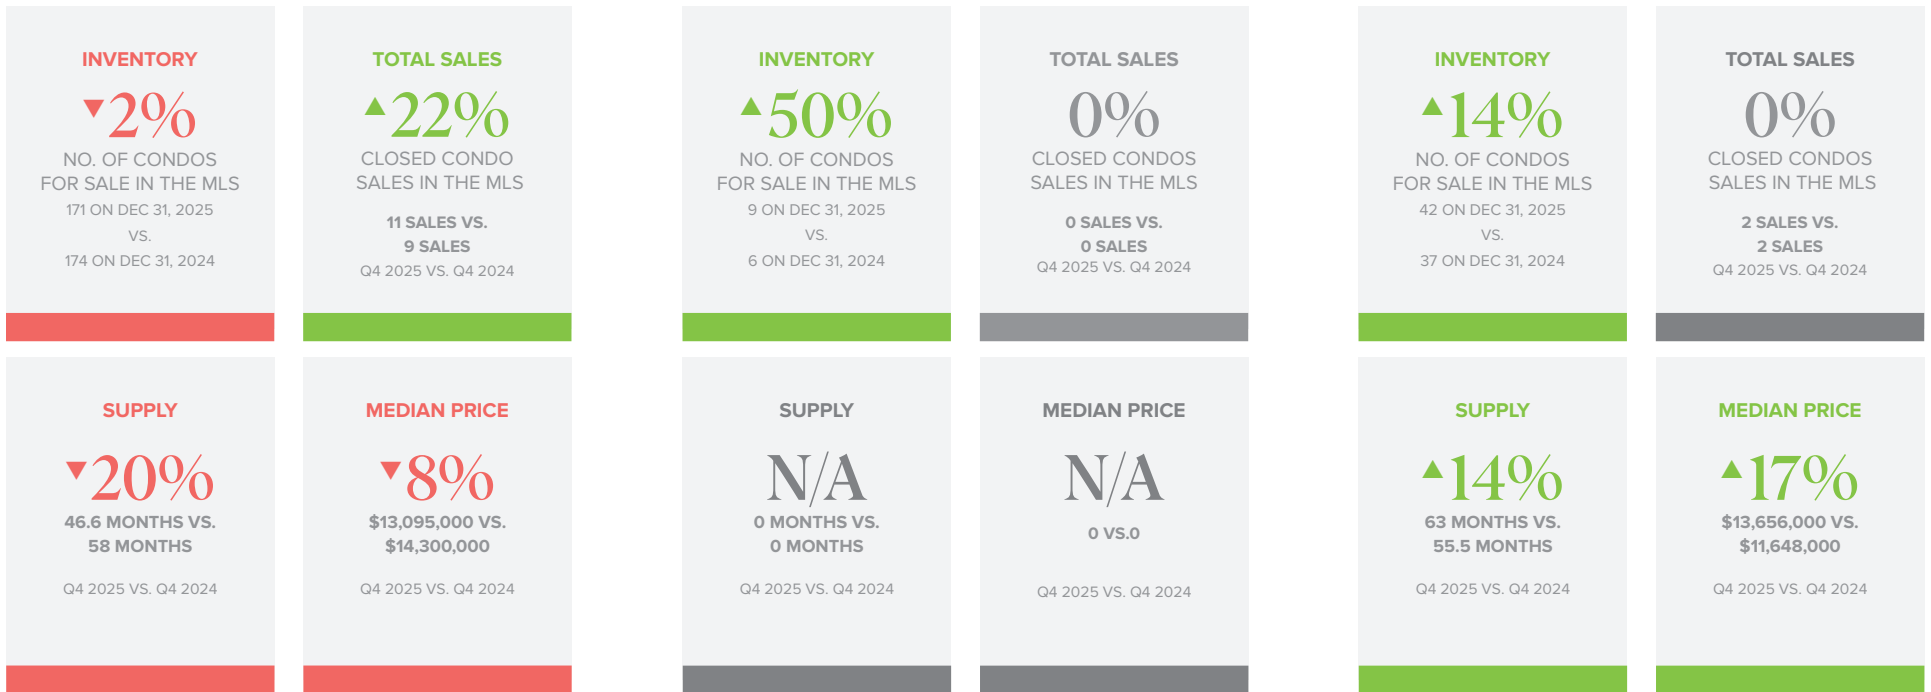 INVENTORY
▼2%
NO. OF CONDOS
FOR SALE IN THE MLS
171 ON DEC 31, 2025
VS.
174 ON DEC 31, 2024
TOTAL SALES
▲22%
CLOSED CONDO
SALES IN THE MLS
11 SALES VS.
9 SALES
Q4 2025 VS. Q4 2024
SUPPLY
▼20%
46.6 MONTHS VS.
58 MONTHS
Q4 2025 VS. Q4 2024
MEDIAN PRICE
▼8%
$13,095,000 VS.
$14,300,000
Q4 2025 VS. Q4 2024
INVENTORY
▲50%
NO. OF CONDOS
FOR SALE IN THE MLS
9 ON DEC 31, 2025
VS.
6 ON DEC 31, 2024
TOTAL SALES
0%
CLOSED CONDOS
SALES IN THE MLS
0 SALES VS.
0 SALES
Q4 2025 VS. Q4 2024
SUPPLY
N/A
0 MONTHS VS.
0 MONTHS
Q4 2025 VS. Q4 2024
MEDIAN PRICE
N/A
0 VS.0
Q4 2025 VS. Q4 2024
INVENTORY
▲14%
NO. OF CONDOS
FOR SALE IN THE MLS
42 ON DEC 31, 2025
VS.
37 ON DEC 31, 2024
TOTAL SALES
0%
CLOSED CONDOS
SALES IN THE MLS
2 SALES VS.
2 SALES
Q4 2025 VS. Q4 2024
SUPPLY
▲14%
63 MONTHS VS.
55.5 MONTHS
Q4 2025 VS. Q4 2024
MEDIAN PRICE
▲17%
$13,656,000 VS.
$11,648,000
Q4 2025 VS. Q4 2024